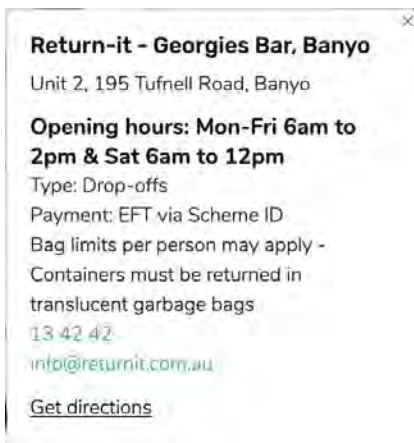 Return-it - Georgies Bar, Banyo
Unit 2, 195 Tufnell Road, Banyo
Opening hours: Mon-Fri 6am to
2pm & Sat 6am to 12pm
Type: Drop-offs
Payment: EFT via Scheme ID
Bag limits per person may apply -
Containers must be returned in
translucent garbage bags
13 42 42
info@returnit.com.au
Get directions